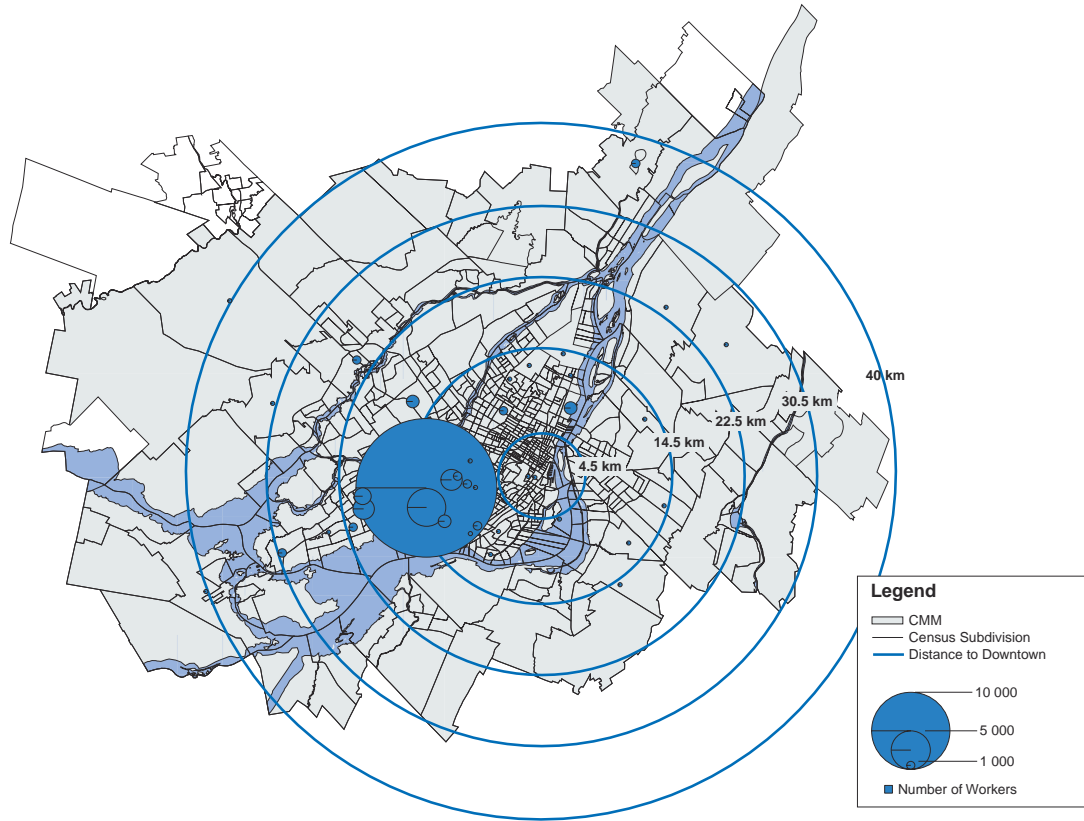 40 km
30.5 km
22.5 km
14.5 km
4.5 km
Legend
CMM
Census Subdivision
Distance to Downtown
10 000
5 000
1 000
Number of Workers